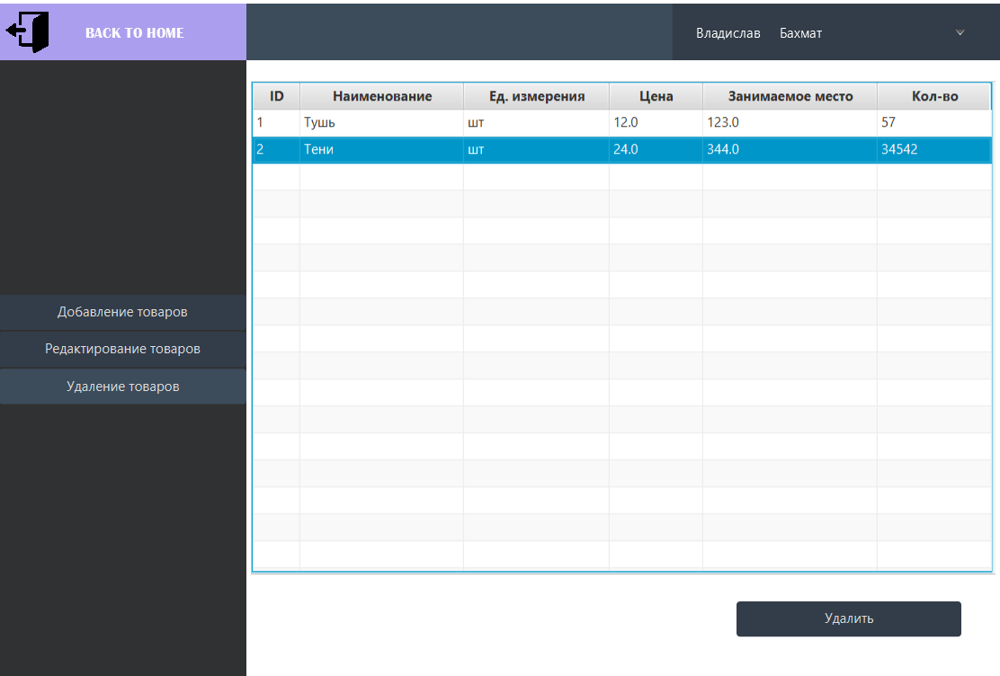 BACK TO HOME
Владислав Бахмат
ID Наименование Ед. измерения Цена Занимаемое место Кол-во
1 Тушь шт 12.0 123.0 57
2 Тени шт 24.0 344.0 34542
Добавление товаров
Редактирование товаров
Удаление товаров
Удалить